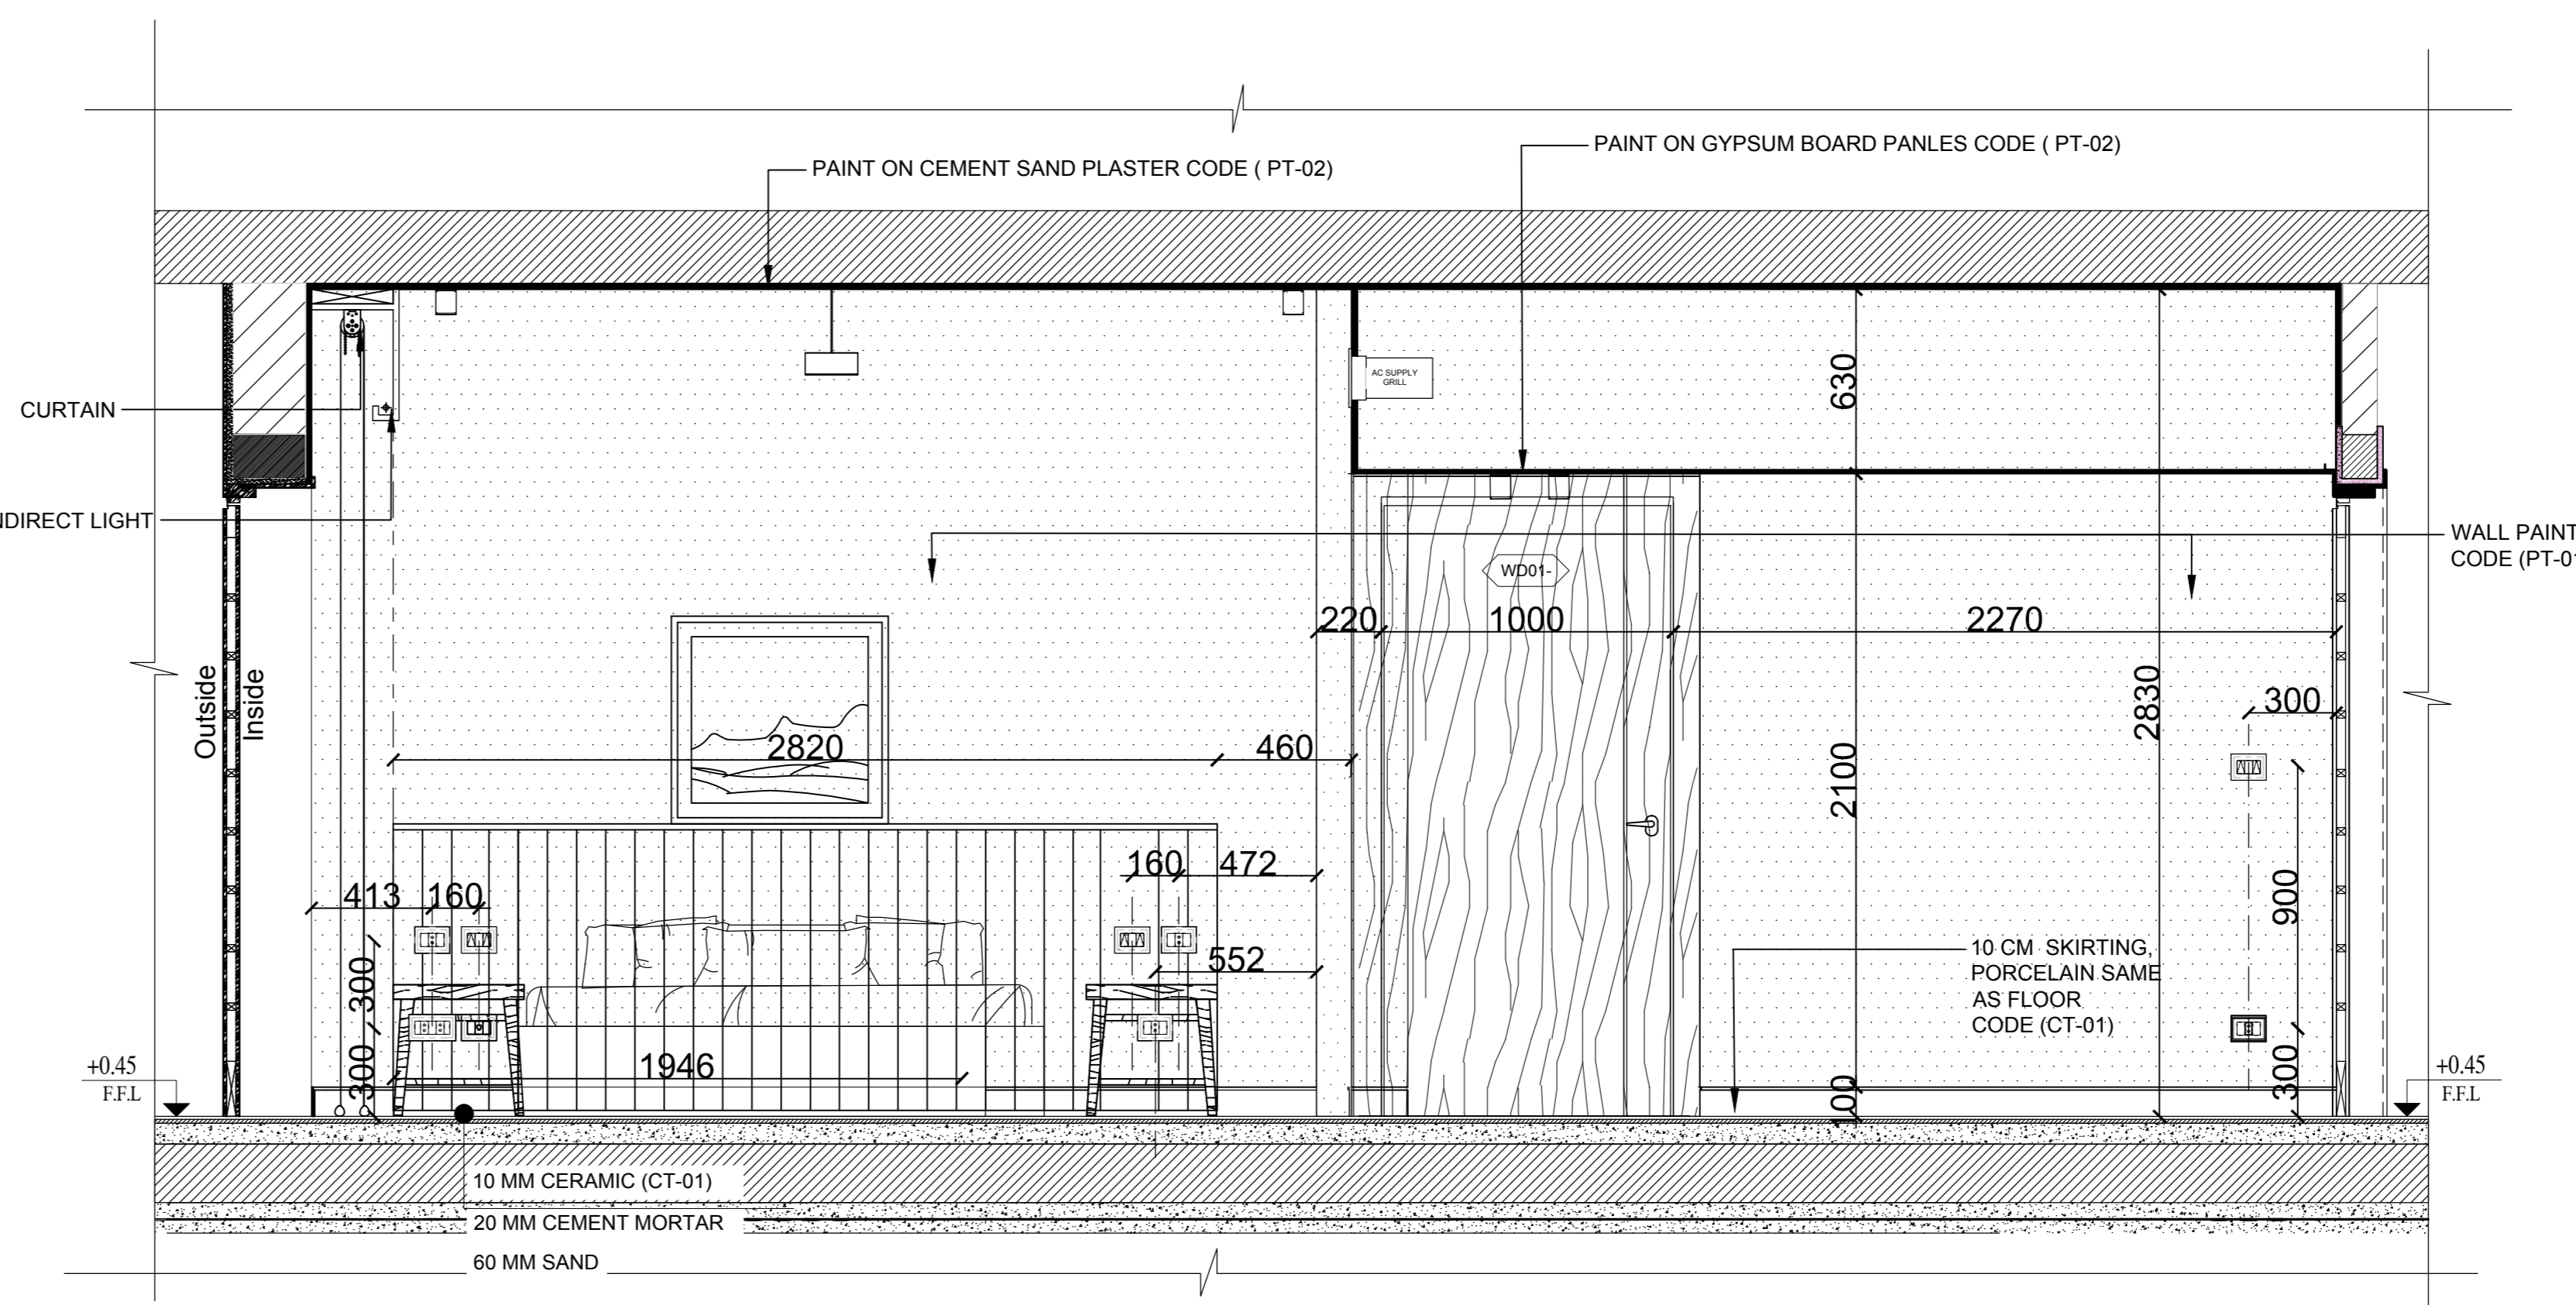 PAINT ON GYPSUM BOARD PANLES CODE ( PT-02)
PAINT ON CEMENT SAND PLASTER CODE ( PT-02)
AC SUPPLY
GRILL
630
CURTAIN
NDIRECT LIGHT
WALL PAINT
CODE (PT-01
WD01-
220
1000
2270
Outside
Inside
2830
300
2820
460
2100
160
472
413
160
900
552
300
10 CM SKIRTING,
PORCELAIN SAME
AS FLOOR
CODE (CT-01)
1946
300
300
100
+0.45
F.F.L
+0.45
F.F.L
10 MM CERAMIC (CT-01)
20 MM CEMENT MORTAR
60 MM SAND